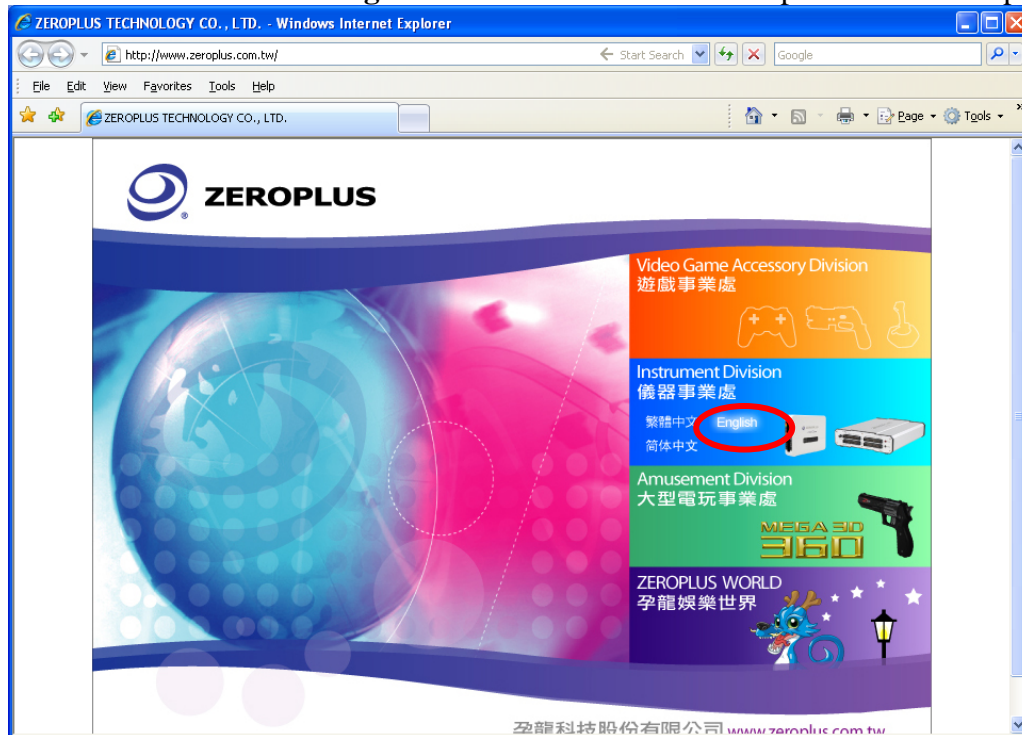 ZEROPLUS TECHNOLOGY CO., LTD. - Windows Internet Explorer
http://www.zeroplus.com.tw/
Start Search
Google
File Edit View Favorites Tools Help
ZEROPLUS TECHNOLOGY CO., LTD.
Page Tools
ZEROPLUS
Video Game Accessory Division
遊戲事業處
Instrument Division
儀器事業處
繁體中文 English
简体中文
Amusement Division
大型電玩事業處
MEGA 3D
360
ZEROPLUS WORLD
孕龍娛樂世界
孕龍科技股份有限公司 www.zeroplus.com.tw